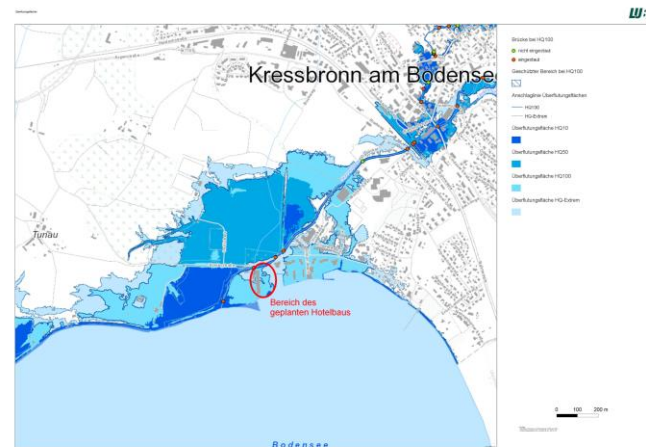 Kressbronn am Bodensee
Tunau
Bereich des
geplanten Hotelbaus
Bodensee
Brücke bei HQ100
nicht eingestaut
eingestaut
Geschützter Bereich bei HQ100
Anschlaglinie Überflutungsflächen
HQ100
HQ-Extrem
Überflutungsfläche HQ10
Überflutungsfläche HQ50
Überflutungsfläche HQ100
Überflutungsfläche HQ-Extrem
0 100 200 m